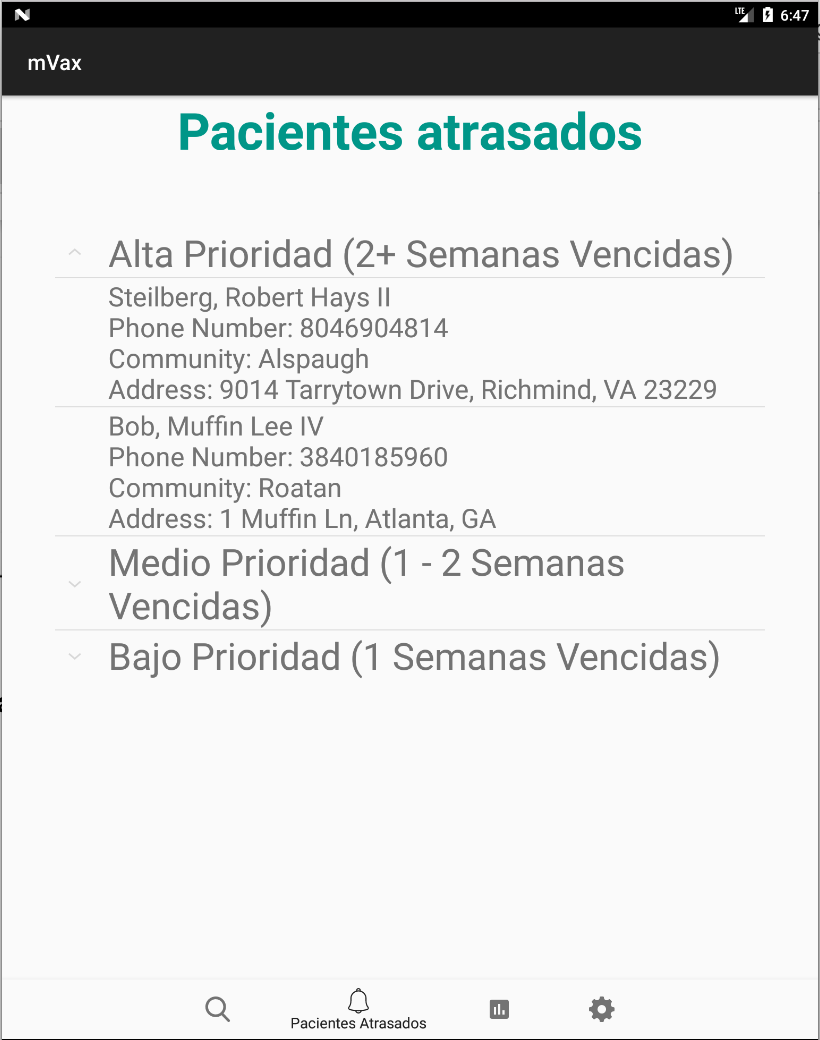 LTE 6:47
mVax
Pacientes atrasados
Alta Prioridad (2+ Semanas Vencidas)
Steilberg, Robert Hays II
Phone Number: 8046904814
Community: Alspaugh
Address: 9014 Tarrytown Drive, Richmind, VA 23229
Bob, Muffin Lee IV
Phone Number: 3840185960
Community: Roatan
Address: 1 Muffin Ln, Atlanta, GA
Medio Prioridad (1 - 2 Semanas
Vencidas)
Bajo Prioridad (1 Semanas Vencidas)
Pacientes Atrasados